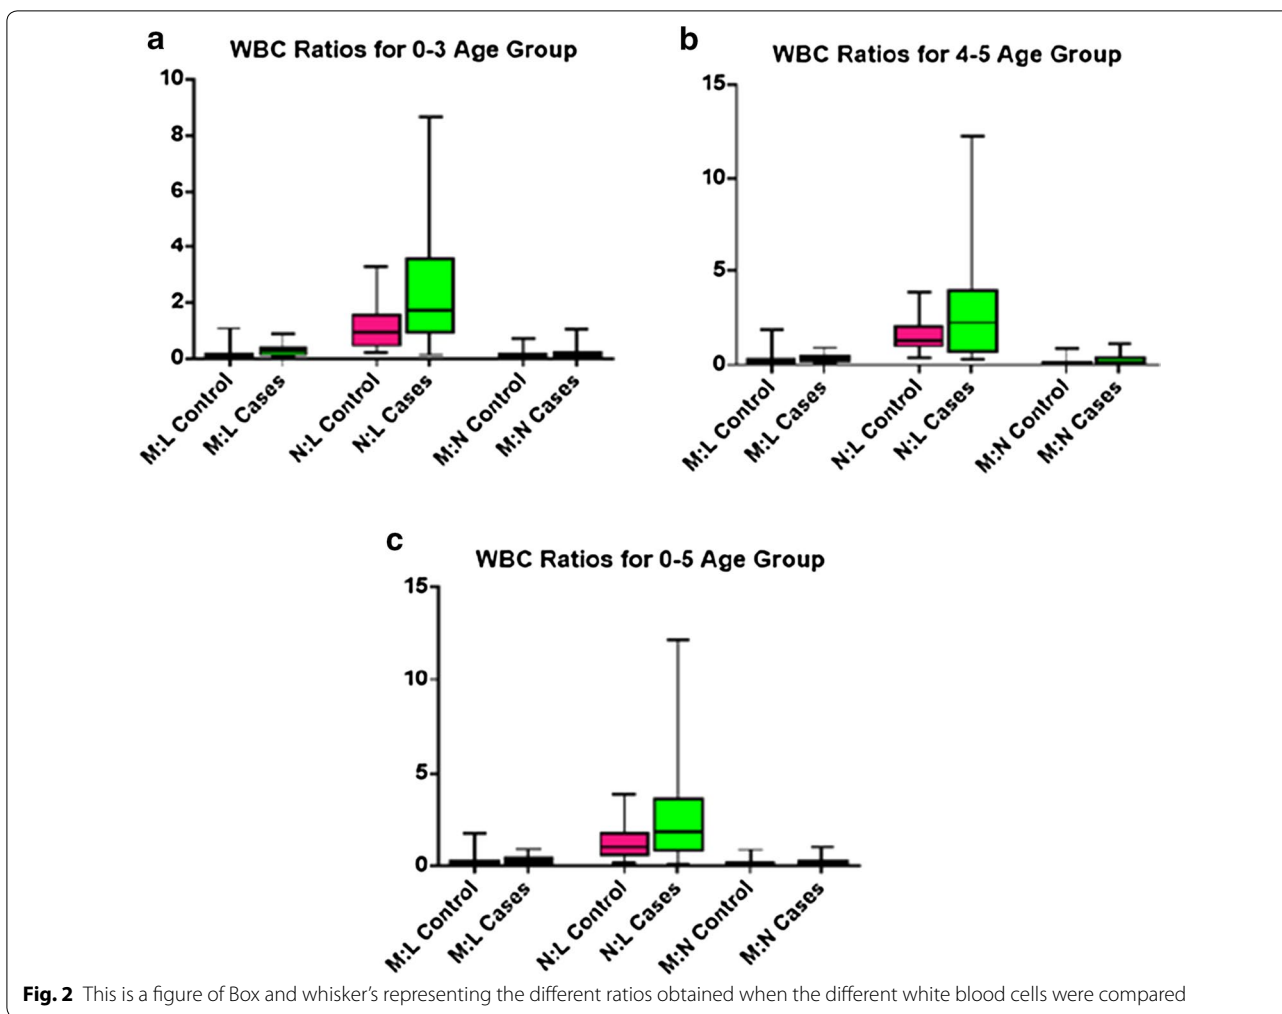 a
WBC Ratios for 0-3 Age Group
10
8
6
4
2
0
M:L Control
M:L Cases
N:L Control
N:L Cases
M:N Control
M:N Cases
b
WBC Ratios for 4-5 Age Group
15
10
5
0
M:L Control
M:L Cases
N:L Control
N:L Cases
M:N Control
M:N Cases
c
WBC Ratios for 0-5 Age Group
15
10
5
0
M:L Control
M:L Cases
N:L Control
N:L Cases
M:N Control
M:N Cases
Fig. 2 This is a figure of Box and whisker's representing the different ratios obtained when the different white blood cells were compared